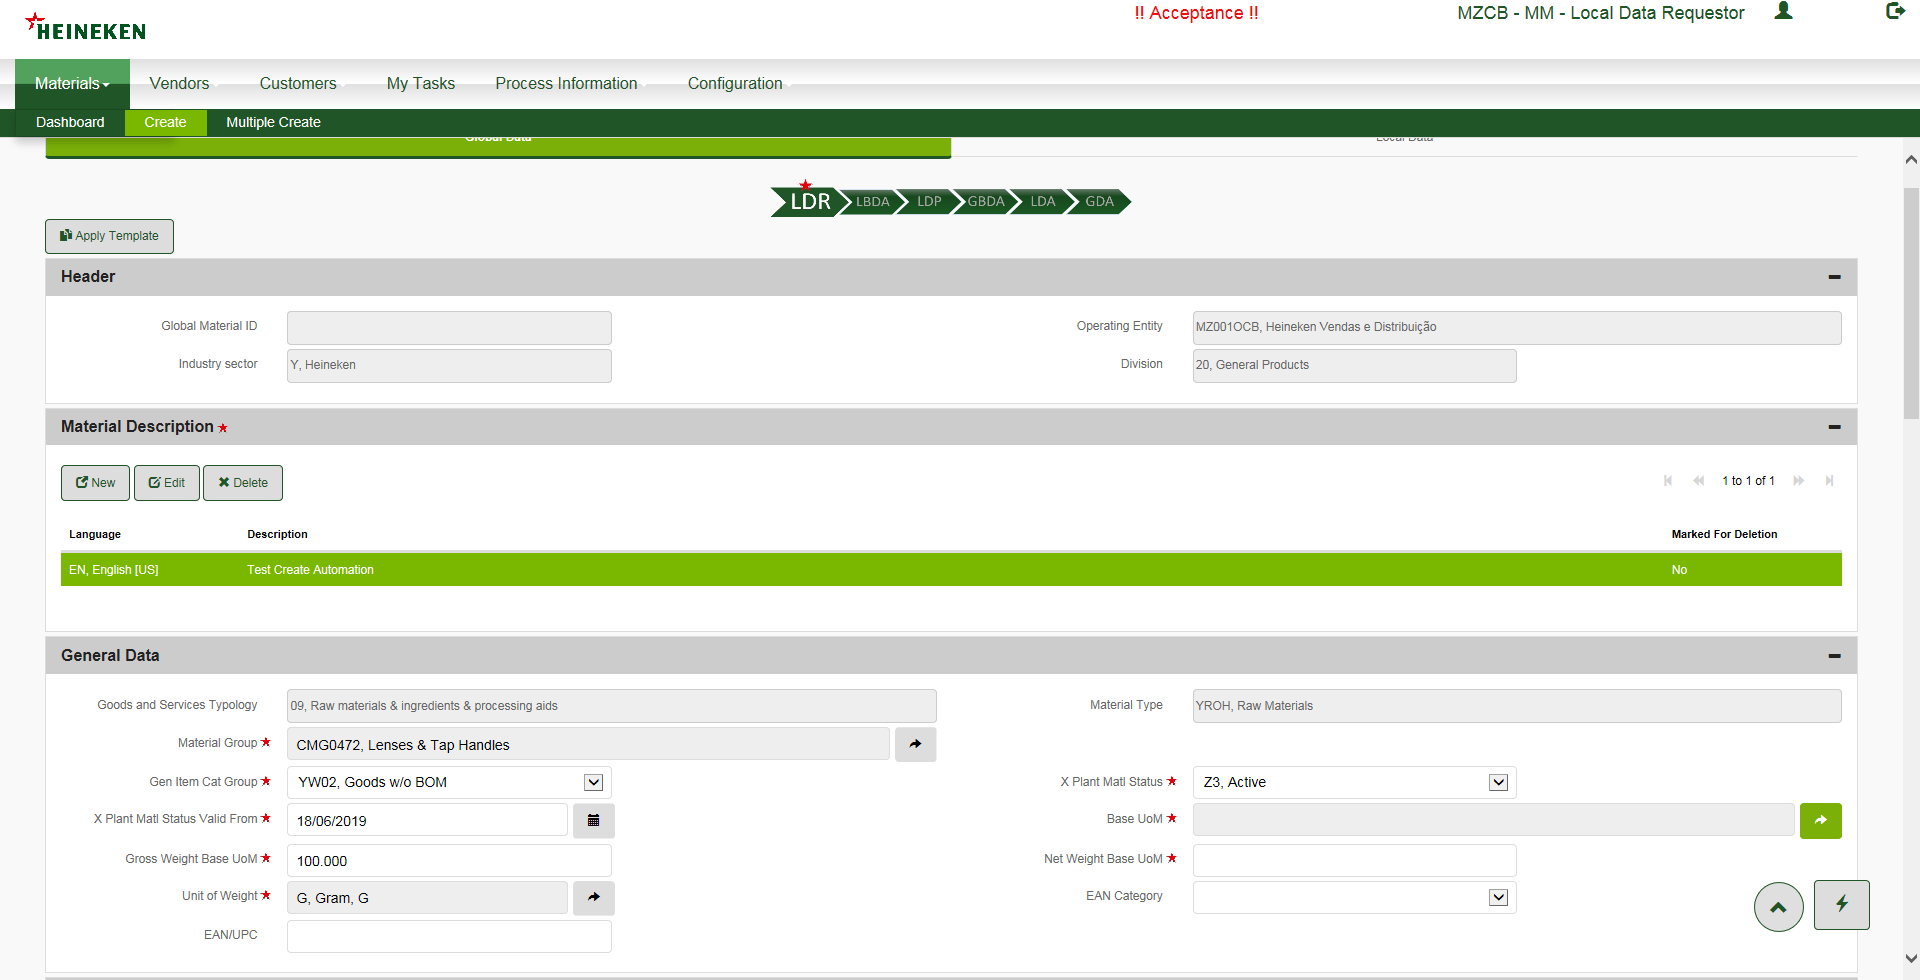 HEINEKEN
!! Acceptance !!
MZCB - MM - Local Data Requestor
Materials
Vendors
Customers
My Tasks
Process Information
Configuration
Dashboard
Create
Multiple Create
Global Data
Local Data
LDR
LBDA
LDP
GBDA
LDA
GDA
Apply Template
Header
Global Material ID
Operating Entity
MZ001OCB, Heineken Vendas e Distribuição
Industry sector
Y, Heineken
Division
20, General Products
Material Description
New
Edit
Delete
1 to 1 of 1
Language
Description
Marked For Deletion
EN, English [US]
Test Create Automation
No
General Data
Goods and Services Typology
09, Raw materials & ingredients & processing aids
Material Type
YROH, Raw Materials
Material Group
CMG0472, Lenses & Tap Handles
Gen Item Cat Group
YW02, Goods w/o BOM
X Plant Matl Status
Z3, Active
X Plant Matl Status Valid From
18/06/2019
Base UoM
Gross Weight Base UoM
100.000
Net Weight Base UoM
Unit of Weight
G, Gram, G
EAN Category
EAN/UPC